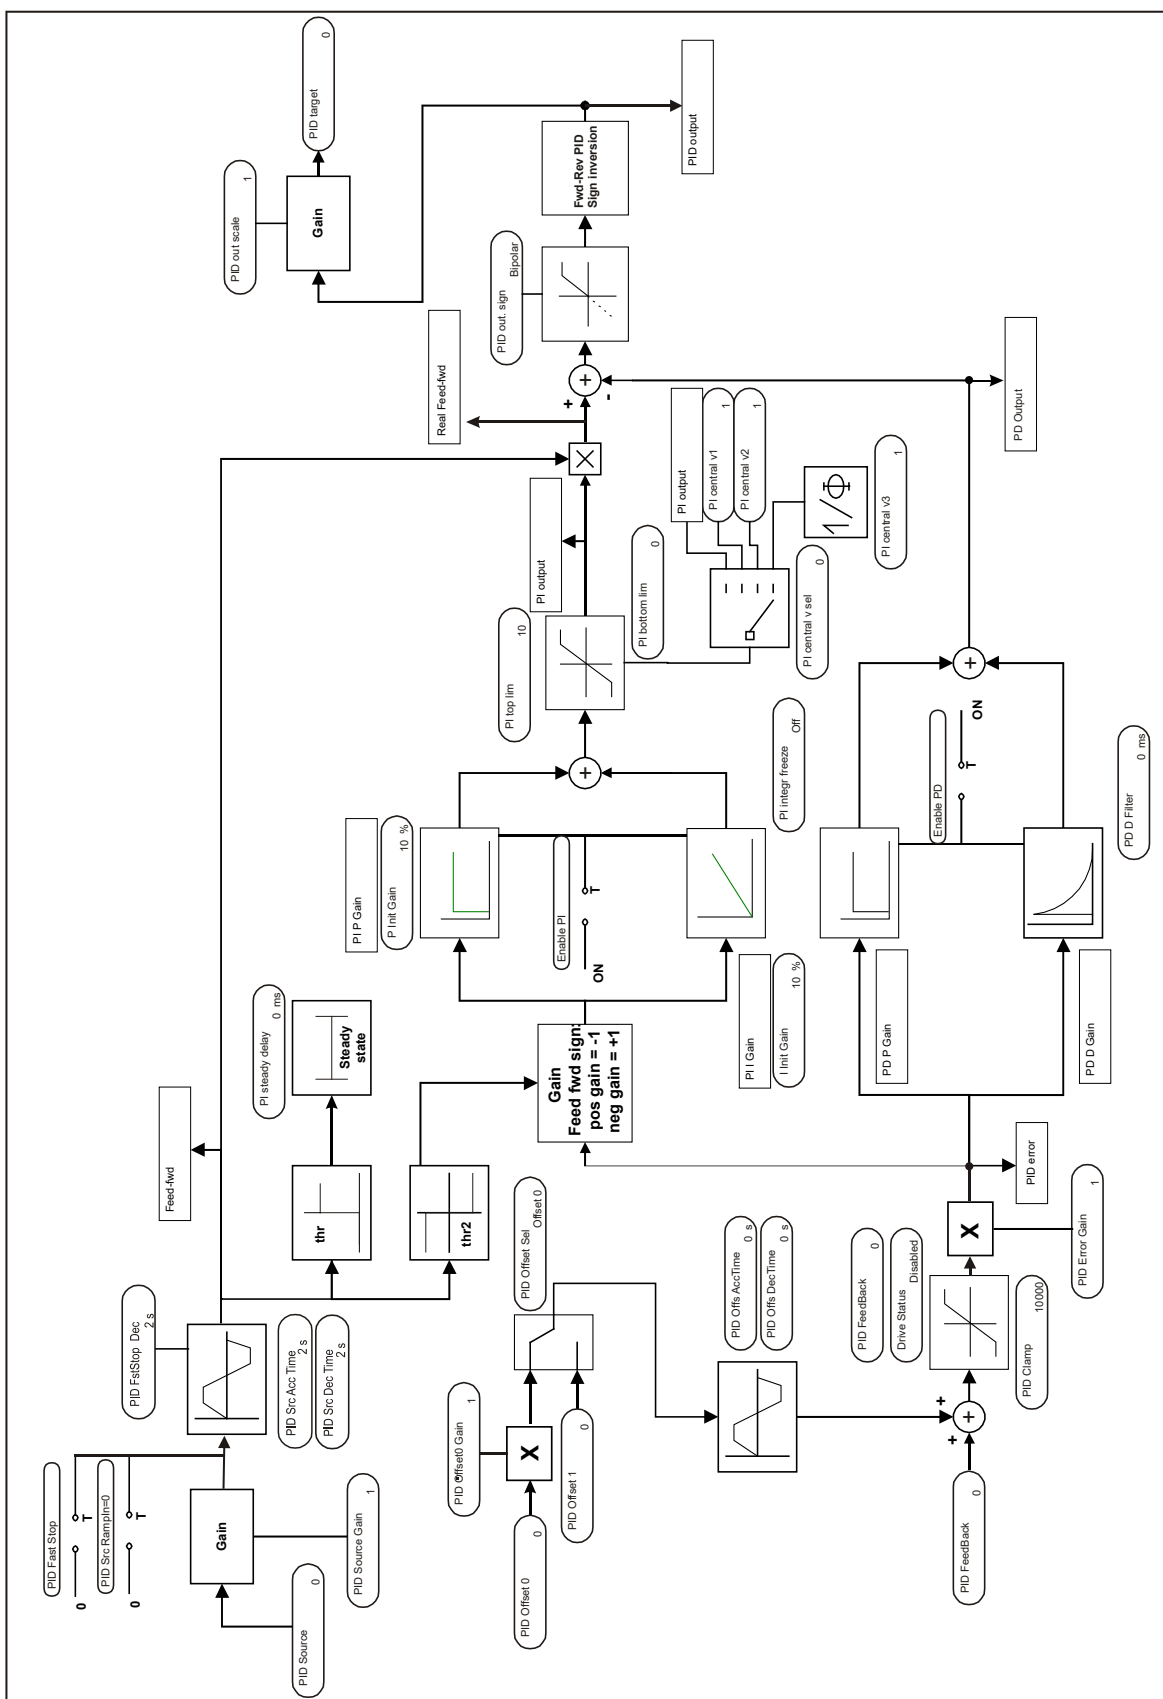 PID Fast Stop
0
T
PID Src RampIn=0
0
T
PID Source
0
Gain
PID Source Gain
1
PID FstStop Dec
2 s
PID Src Acc Time
2 s
PID Src Dec Time
2 s
Feed-fwd
thr
PI steady delay
0 ms
Steady
state
thr2
Gain
Feed fwd sign:
pos gain = -1
neg gain = +1
PI P Gain
P Init Gain
10 %
Enable PI
ON
T
PI I Gain
I Init Gain
10 %
PI integr freeze
Off
+
PI top lim
10
PI bottom lim
0
PI output
PI output
PI central v1
1
PI central v2
1
1/Φ
PI central v3
1
PI central v sel
0
Real Feed-fwd
+
+
-
PID out. sign
Bipolar
Fwd-Rev PID
Sign inversion
PID output
PID out scale
1
Gain
PID target
0
PID Offset 0
0
PID Offset0 Gain
1
X
PID Offset 1
0
PID Offset Sel
Offset 0
PID Offs AccTime
0 s
PID Offs DecTime
0 s
PID FeedBack
0
+
+
+
PID FeedBack
0
Drive Status
Disabled
PID Clamp
10000
X
PID Error Gain
1
PID error
PD P Gain
PD D Gain
Enable PD
T
ON
PD D Filter
0 ms
+
PD Output